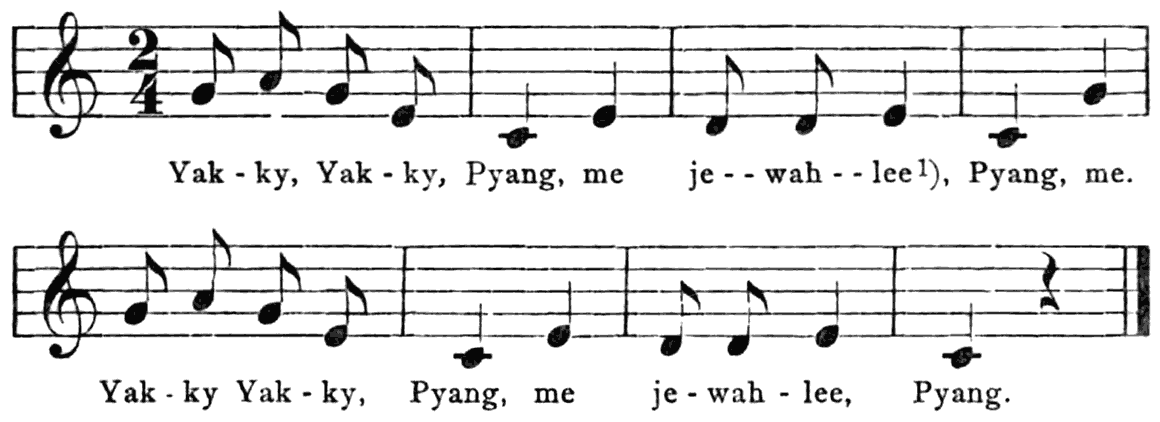 2
4
Yak - ky, Yak - ky, Pyang, me je - - wah - - lee 1), Pyang, me.
Yak - ky Yak - ky, Pyang, me je - wah - lee, Pyang.